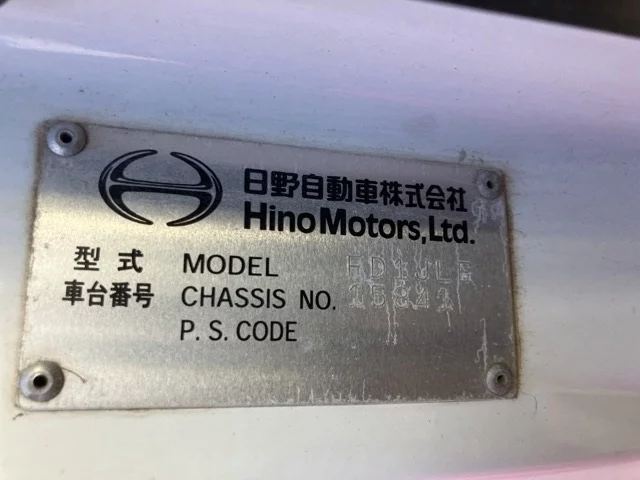 日野自動車株式会社
Hino Motors, Ltd.
型式 MODEL FD1JLE
車台番号 CHASSIS NO.
P. S. CODE